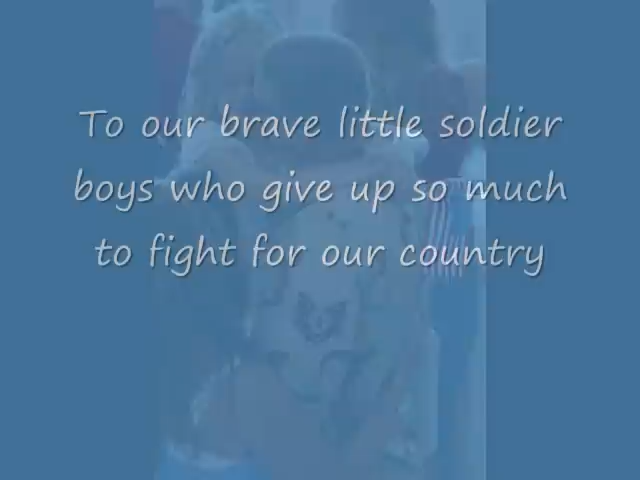 To our brave little soldier
boys who give up so much
to fight for our country